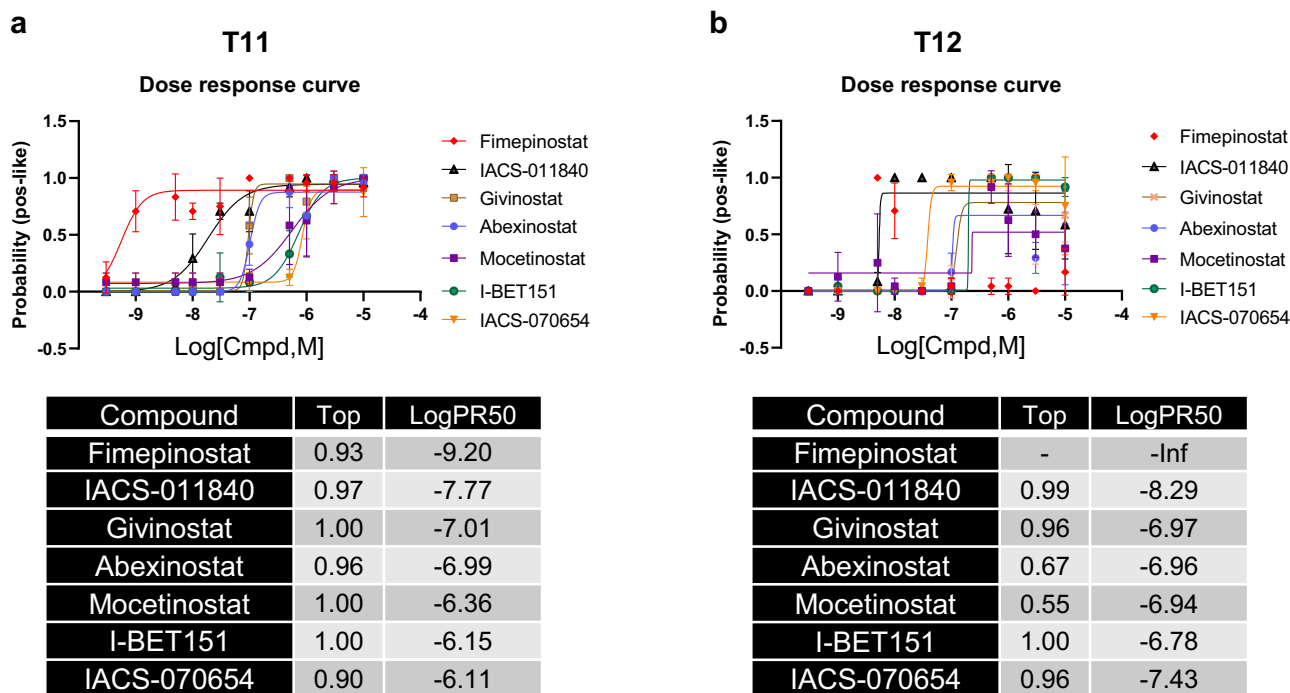 a
T11
Dose response curve
Probability (pos-like)
1.5
1.0
0.5
0.0
-0.5
-9
-8
-7
-6
-5
-4
Log[Cmpd,M]
Fimepinostat
IACS-011840
Givinostat
Abexinostat
Mocetinostat
I-BET151
IACS-070654
Compound Top LogPR50
Fimepinostat 0.93 -9.20
IACS-011840 0.97 -7.77
Givinostat 1.00 -7.01
Abexinostat 0.96 -6.99
Mocetinostat 1.00 -6.36
I-BET151 1.00 -6.15
IACS-070654 0.90 -6.11
b
T12
Dose response curve
Probability (pos-like)
1.5
1.0
0.5
0.0
-0.5
-9
-8
-7
-6
-5
-4
Log[Cmpd,M]
Fimepinostat
IACS-011840
Givinostat
Abexinostat
Mocetinostat
I-BET151
IACS-070654
Compound Top LogPR50
Fimepinostat - -Inf
IACS-011840 0.99 -8.29
Givinostat 0.96 -6.97
Abexinostat 0.67 -6.96
Mocetinostat 0.55 -6.94
I-BET151 1.00 -6.78
IACS-070654 0.96 -7.43